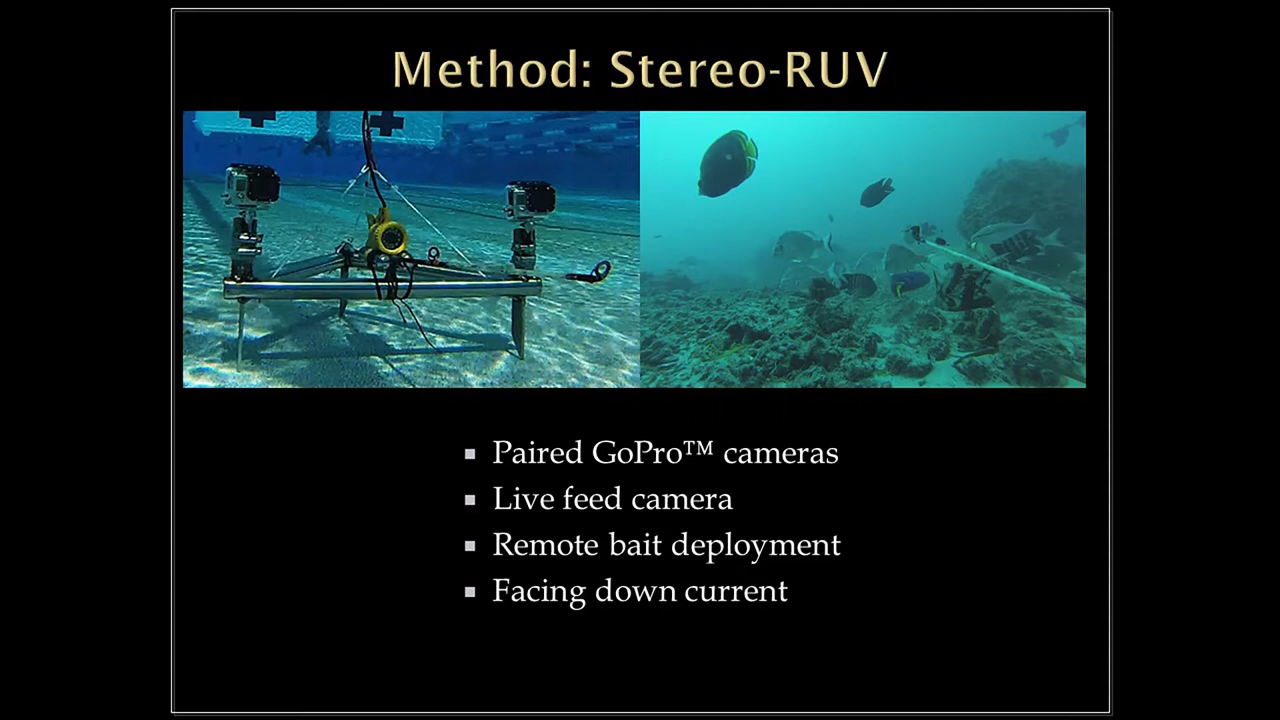 Method: Stereo-RUV
▪ Paired GoPro™ cameras
▪ Live feed camera
▪ Remote bait deployment
▪ Facing down current